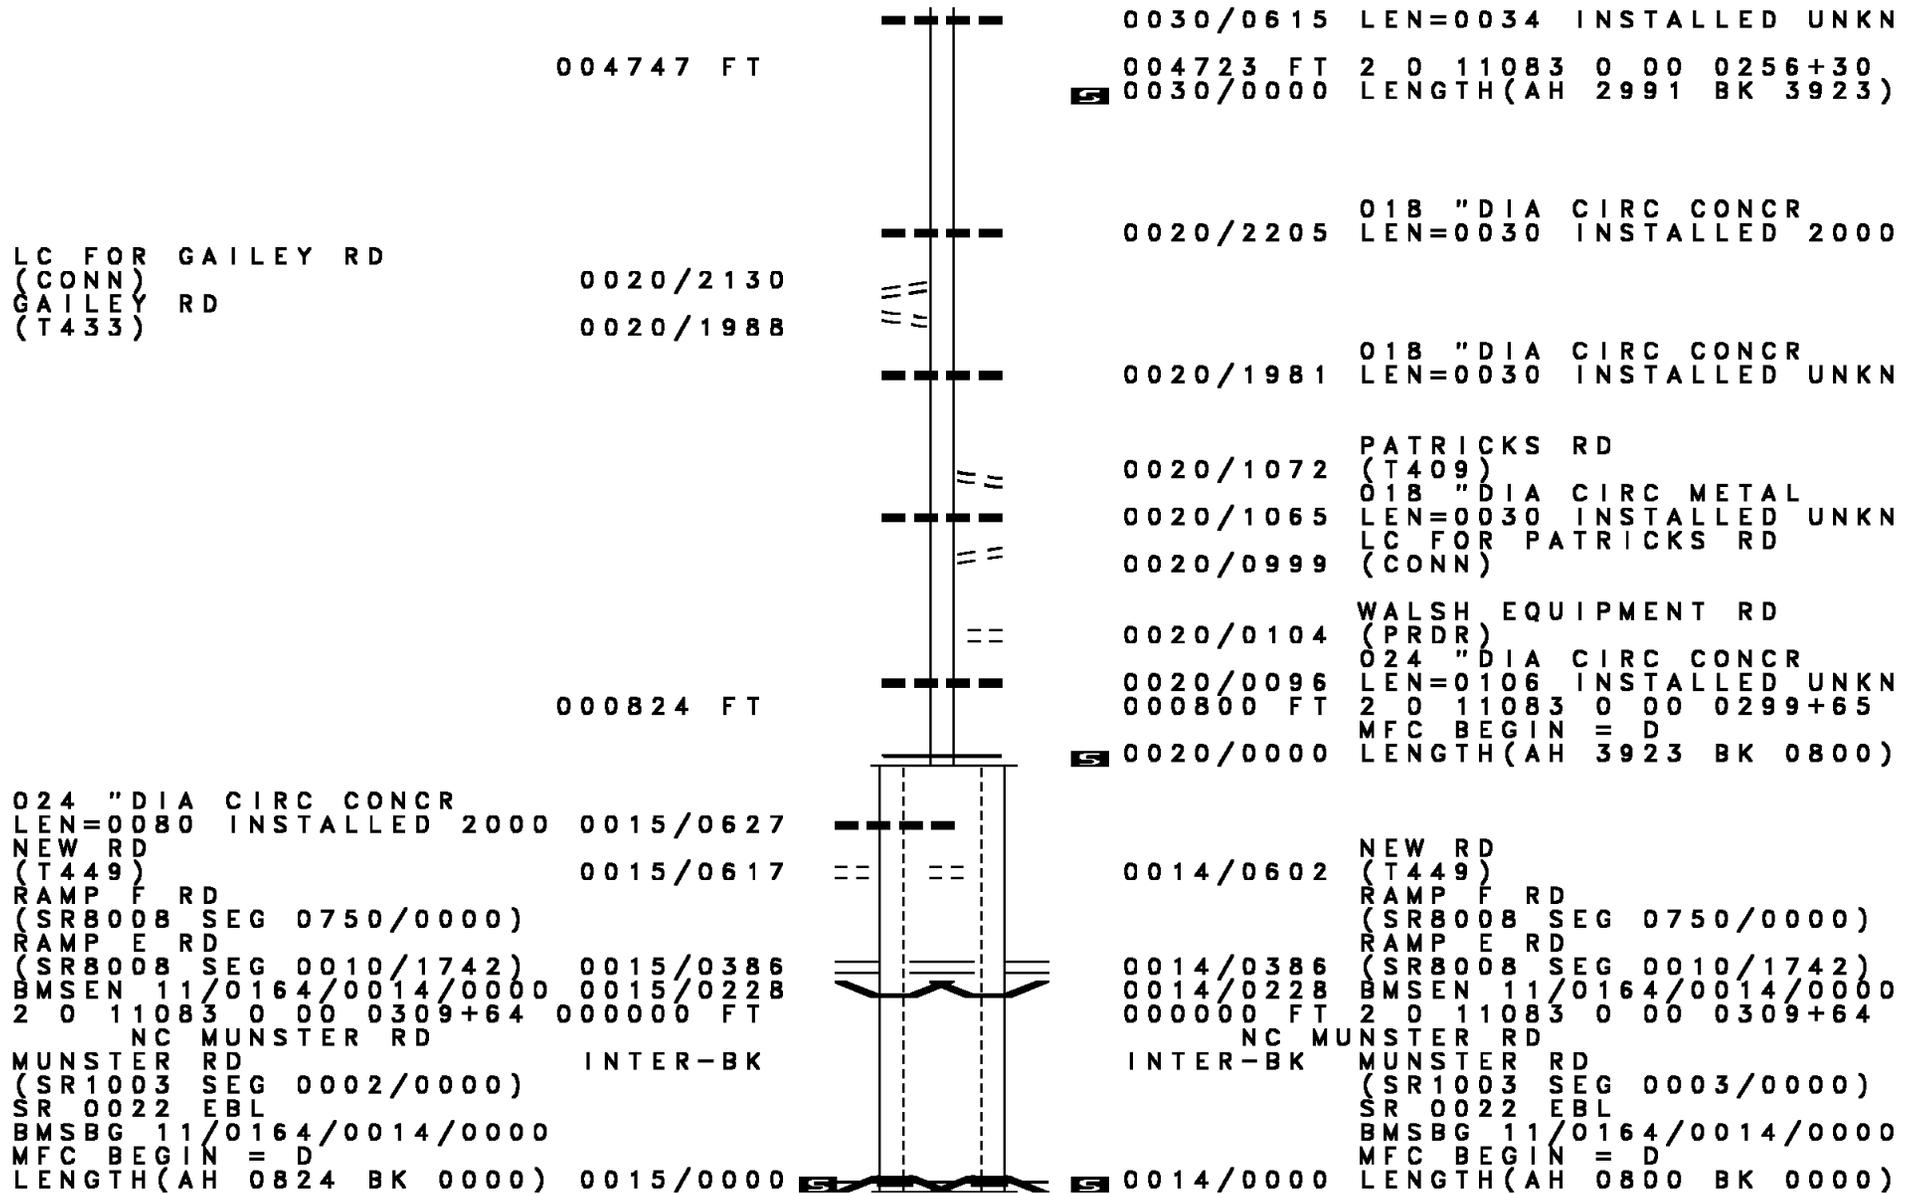 0030/0615 LEN=0034 INSTALLED UNKN
004747 FT 004723 FT 2 0 11083 0 00 0256+30
S 0030/0000 LENGTH(AH 2991 BK 3923)
018 "DIA CIRC CONCR
0020/2205 LEN=0030 INSTALLED 2000
LC FOR GAILEY RD
(CONN) 0020/2130
GAILEY RD
(T433) 0020/1988
018 "DIA CIRC CONCR
0020/1981 LEN=0030 INSTALLED UNKN
PATRICKS RD
0020/1072 (T409)
018 "DIA CIRC METAL
0020/1065 LEN=0030 INSTALLED UNKN
LC FOR PATRICKS RD
0020/0999 (CONN)
WALSH EQUIPMENT RD
0020/0104 (PRDR)
024 "DIA CIRC CONCR
0020/0096 LEN=0106 INSTALLED UNKN
000824 FT 000800 FT 2 0 11083 0 00 0299+65
MFC BEGIN = D
S 0020/0000 LENGTH(AH 3923 BK 0800)
024 "DIA CIRC CONCR
LEN=0080 INSTALLED 2000 0015/0627
NEW RD NEW RD
(T449) 0015/0617 0014/0602 (T449)
RAMP F RD RAMP F RD
(SR8008 SEG 0750/0000) (SR8008 SEG 0750/0000)
RAMP E RD RAMP E RD
(SR8008 SEG 0010/1742) 0015/0386 0014/0386 (SR8008 SEG 0010/1742)
BMSEN 11/0164/0014/0000 0015/0228 0014/0228 BMSEN 11/0164/0014/0000
2 0 11083 0 00 0309+64 000000 FT 000000 FT 2 0 11083 0 00 0309+64
NC MUNSTER RD NC MUNSTER RD
MUNSTER RD INTER-BK INTER-BK MUNSTER RD
(SR1003 SEG 0002/0000) (SR1003 SEG 0003/0000)
SR 0022 EBL SR 0022 EBL
BMSBG 11/0164/0014/0000 BMSBG 11/0164/0014/0000
MFC BEGIN = D MFC BEGIN = D
LENGTH(AH 0824 BK 0000) 0015/0000 S S 0014/0000 LENGTH(AH 0800 BK 0000)